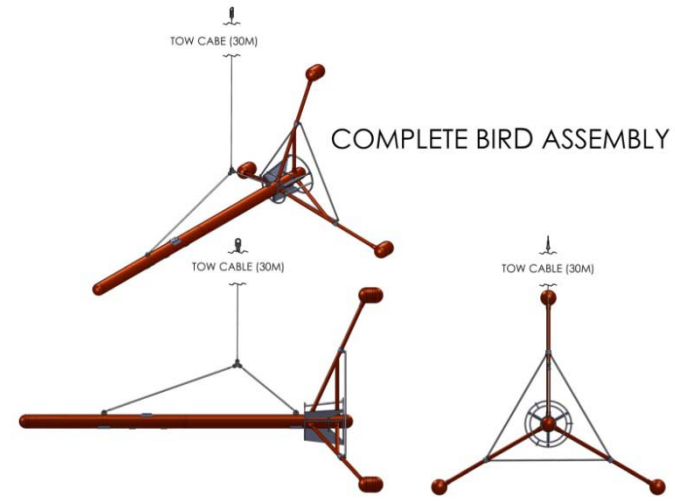 TOW CABE (30M)
COMPLETE BIRD ASSEMBLY
TOW CABLE (30M)
TOW CABLE (30M)